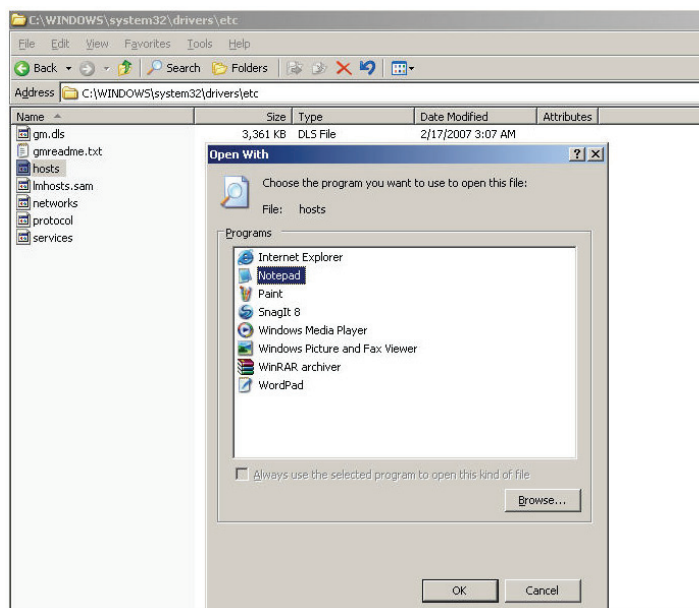 C:\WINDOWS\system32\drivers\etc
File Edit View Favorites Tools Help
Back Search Folders
Address C:\WINDOWS\system32\drivers\etc
Name Size Type Date Modified Attributes
gm.dls 3,361 KB DLS File 2/17/2007 3:07 AM
gmreadme.txt
hosts
lmhosts.sam
networks
protocol
services
Open With
Choose the program you want to use to open this file:
File: hosts
Programs
Internet Explorer
Notepad
Paint
SnagIt 8
Windows Media Player
Windows Picture and Fax Viewer
WinRAR archiver
WordPad
Always use the selected program to open this kind of file
Browse...
OK Cancel